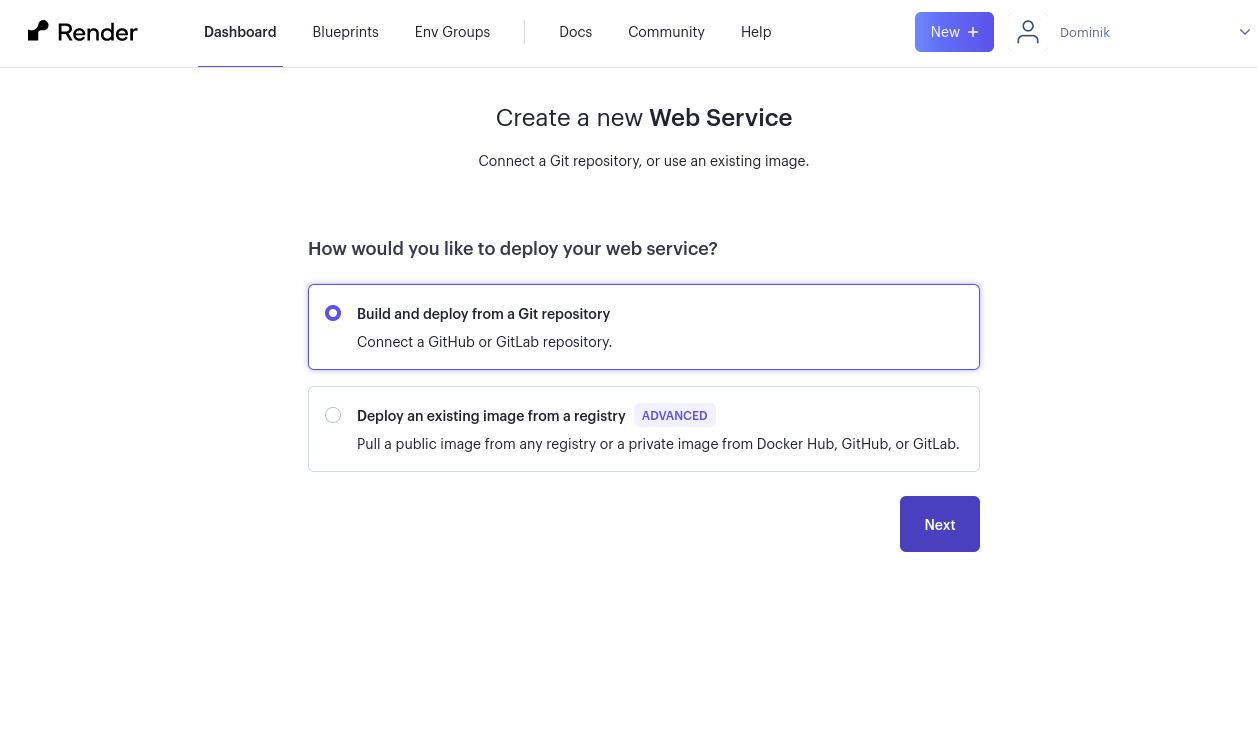 Render Dashboard Blueprints Env Groups Docs Community Help New + Dominik
Create a new Web Service
Connect a Git repository, or use an existing image.
How would you like to deploy your web service?
Build and deploy from a Git repository
Connect a GitHub or GitLab repository.
Deploy an existing image from a registry ADVANCED
Pull a public image from any registry or a private image from Docker Hub, GitHub, or GitLab.
Next